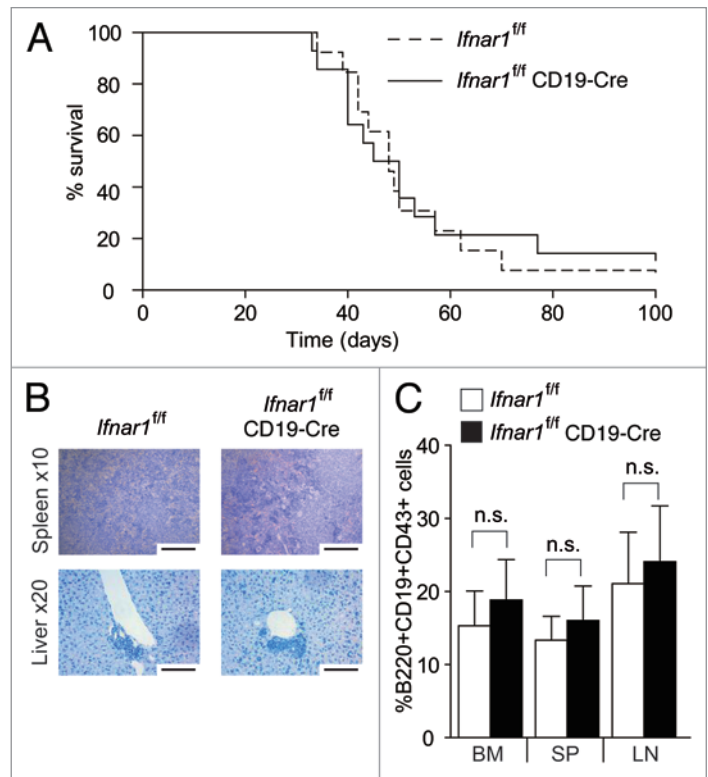 A
Ifnar1f/f
Ifnar1f/f CD19-Cre
% survival
100
80
60
40
20
0
0 20 40 60 80 100
Time (days)
B
Ifnar1f/f
Ifnar1f/f
CD19-Cre
Spleen x10
Liver x20
C
Ifnar1f/f
Ifnar1f/f CD19-Cre
%B220+CD19+CD43+ cells
40
30
20
10
0
n.s.
n.s.
n.s.
BM SP LN